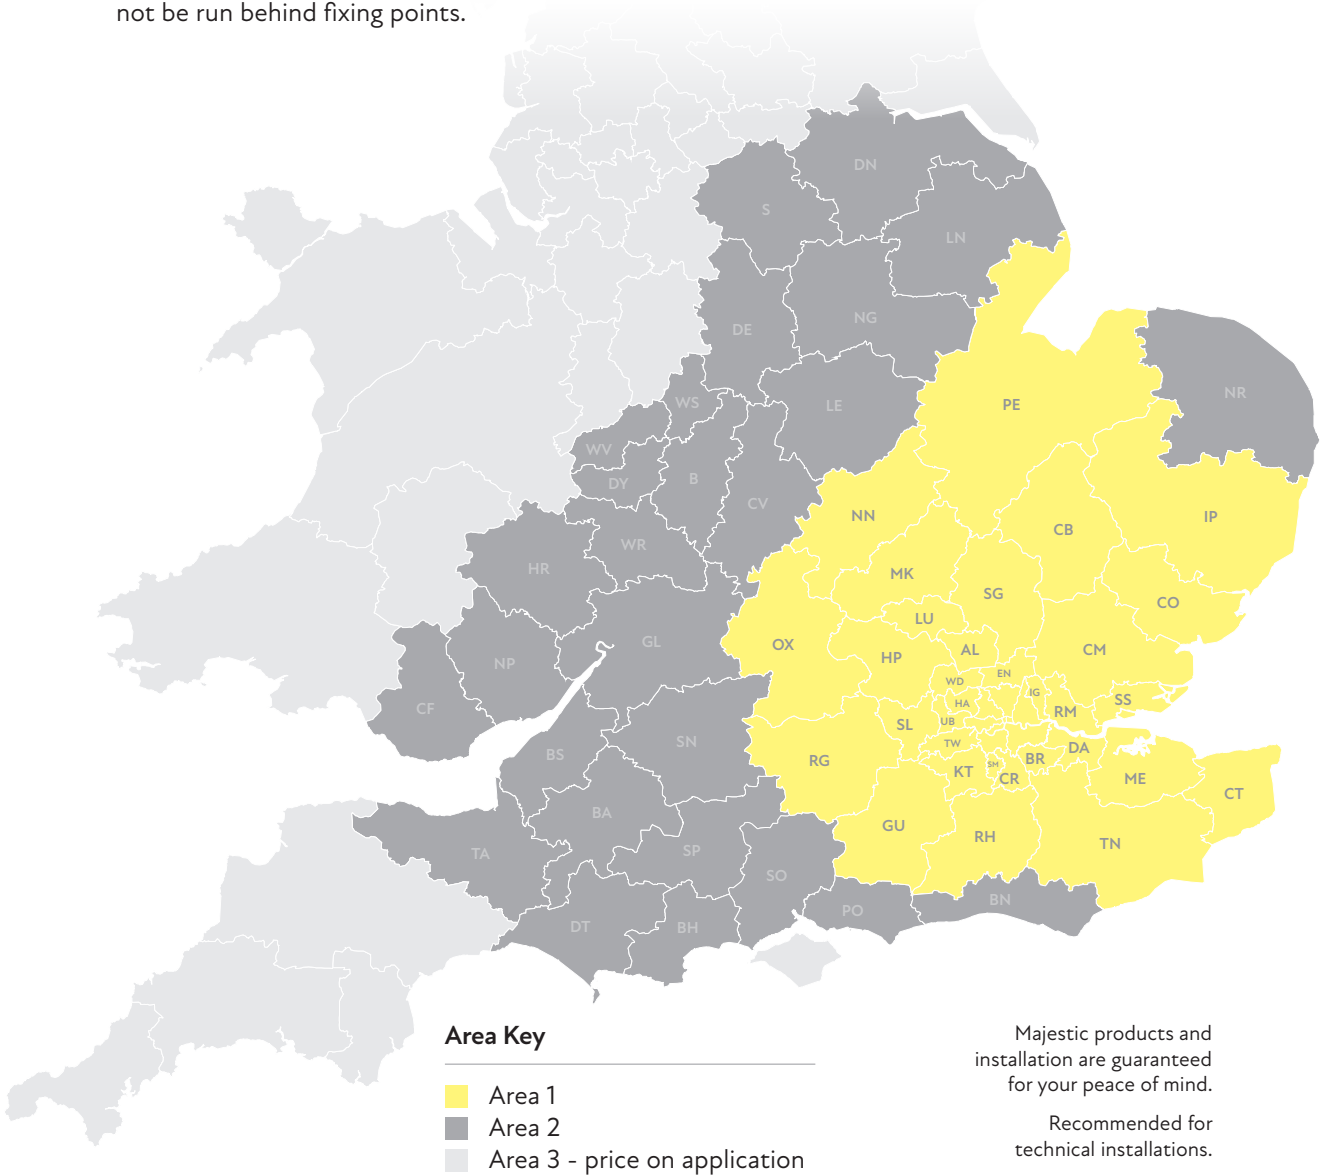 not be run behind fixing points.
DN
S
LN
DE
NG
NR
WS
LE
PE
WV
DY
B
CV
NN
CB
IP
WR
HR
MK
SG
CO
LU
GL
OX
HP
AL
CM
NP
WD
EN
IG
HA
SS
CF
SL
UB
RM
SN
TW
BS
RG
KT
SM
CR
BR
DA
ME
CT
BA
GU
RH
TN
TA
SP
SO
DT
BH
PO
BN
Area Key
Area 1
Area 2
Area 3 - price on application
Majestic products and
installation are guaranteed
for your peace of mind.
Recommended for
technical installations.